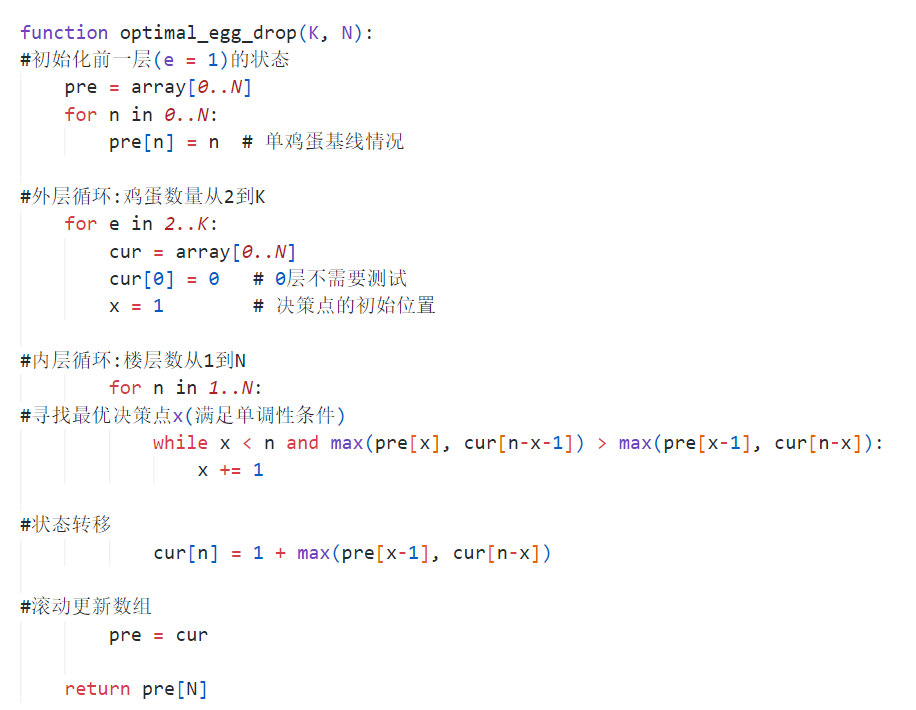 function optimal_egg_drop(K, N):
#初始化前一层(e = 1)的状态
pre = array[0..N]
for n in 0..N:
pre[n] = n  # 单鸡蛋基线情况
#外层循环:鸡蛋数量从2到K
for e in 2..K:
cur = array[0..N]
cur[0] = 0   # 0层不需要测试
x = 1        # 决策点的初始位置
#内层循环:楼层数从1到N
for n in 1..N:
#寻找最优决策点x(满足单调性条件)
while x < n and max(pre[x], cur[n-x-1]) > max(pre[x-1], cur[n-x]):
x += 1
#状态转移
cur[n] = 1 + max(pre[x-1], cur[n-x])
#滚动更新数组
pre = cur
return pre[N]